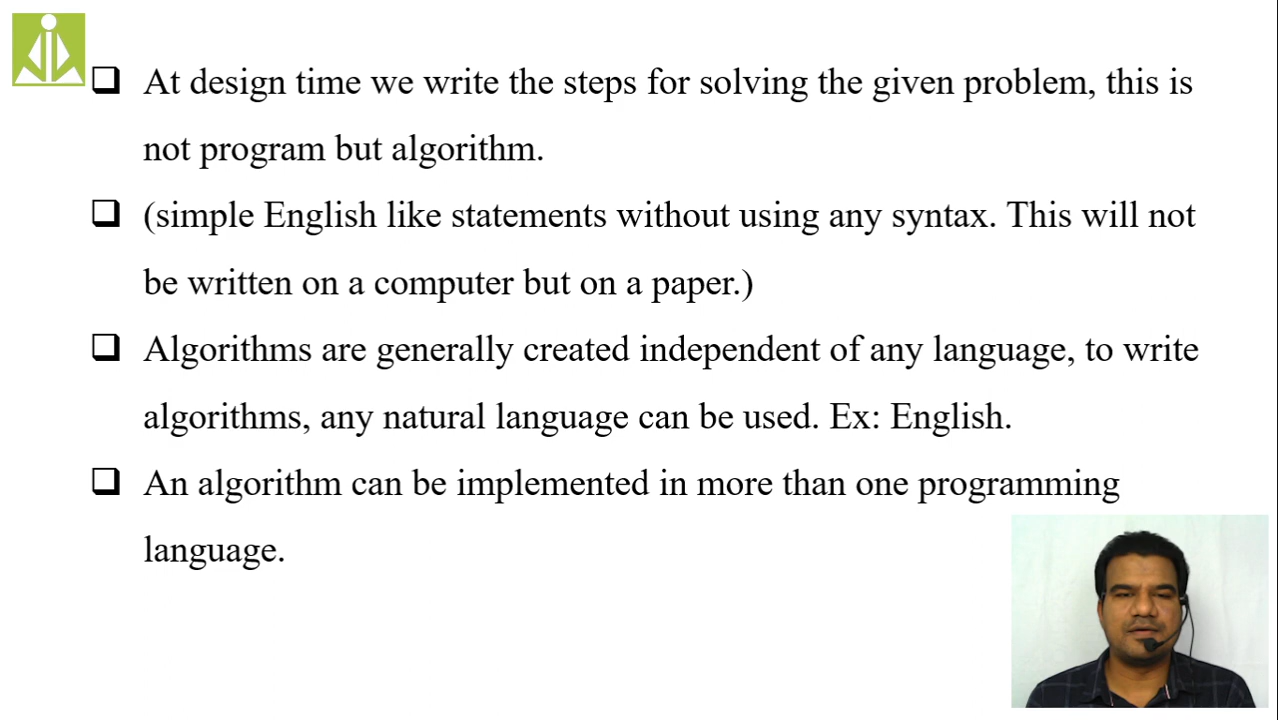 At design time we write the steps for solving the given problem, this is
not program but algorithm.
(simple English like statements without using any syntax. This will not
be written on a computer but on a paper.)
Algorithms are generally created independent of any language, to write
algorithms, any natural language can be used. Ex: English.
An algorithm can be implemented in more than one programming
language.